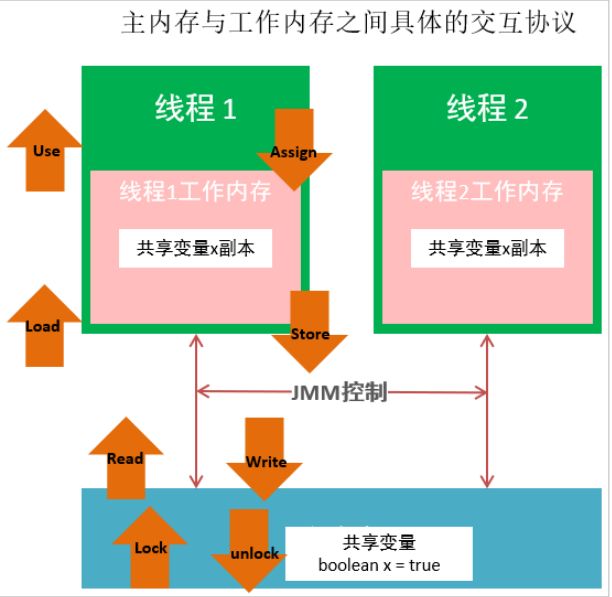 主内存与工作内存之间具体的交互协议
线程 1
线程 2
Use
Assign
线程1工作内存
线程2工作内存
共享变量x副本
共享变量x副本
Load
Store
JMM控制
Read
Write
Lock
unlock
共享变量
boolean x = true